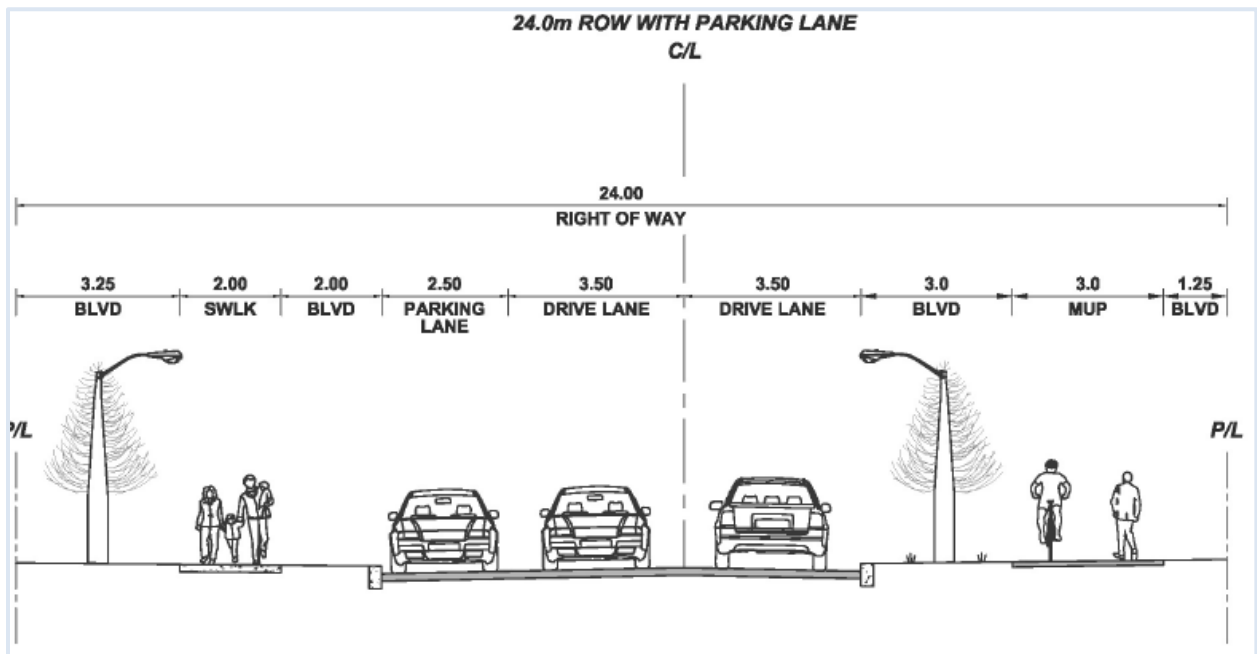 24.0m ROW WITH PARKING LANE
C/L
24.00
RIGHT OF WAY
3.25 2.00 2.00 2.50 3.50 3.50 3.0 3.0 1.25
BLVD SWLK BLVD PARKING DRIVE LANE DRIVE LANE BLVD MUP BLVD
LANE
P/L P/L